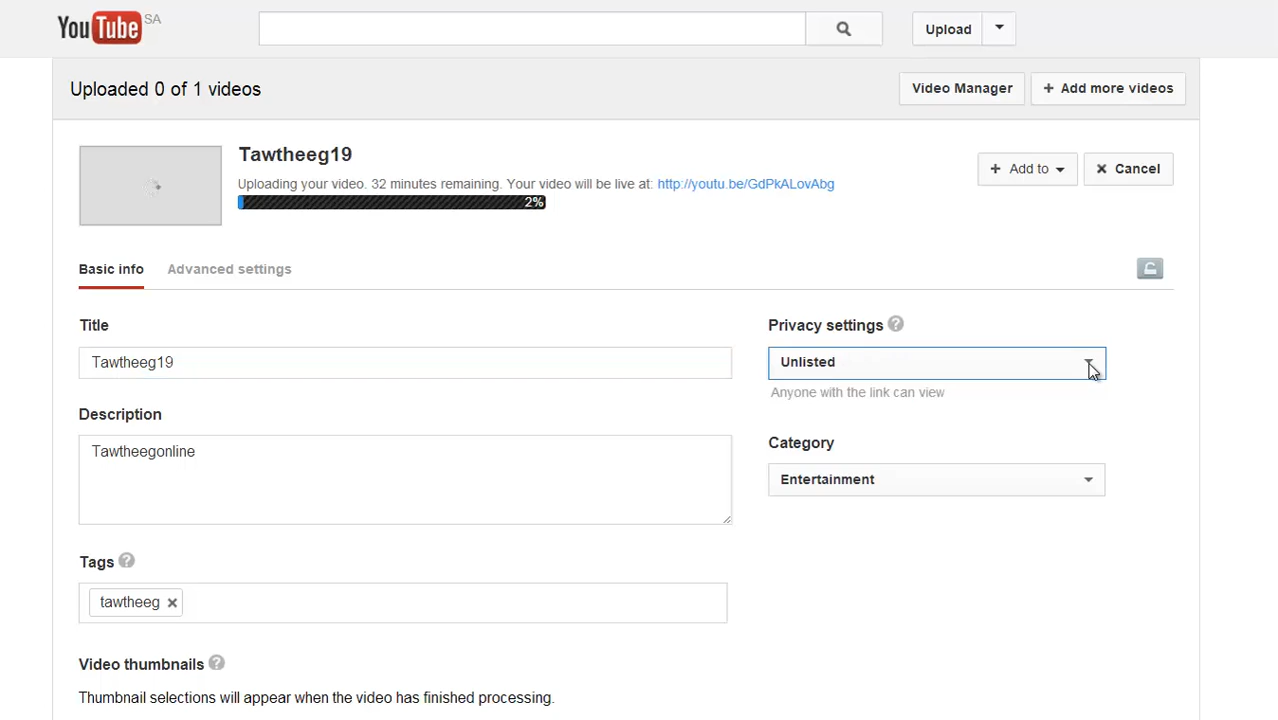 YouTube SA
Upload
Uploaded 0 of 1 videos
Video Manager
+ Add more videos
Tawtheeg19
Uploading your video. 32 minutes remaining. Your video will be live at: http://youtu.be/GdPkALovAbg
2%
+ Add to
× Cancel
Basic info
Advanced settings
Title
Tawtheeg19
Privacy settings ?
Unlisted
Anyone with the link can view
Description
Tawtheegonline
Category
Entertainment
Tags ?
tawtheeg ×
Video thumbnails ?
Thumbnail selections will appear when the video has finished processing.